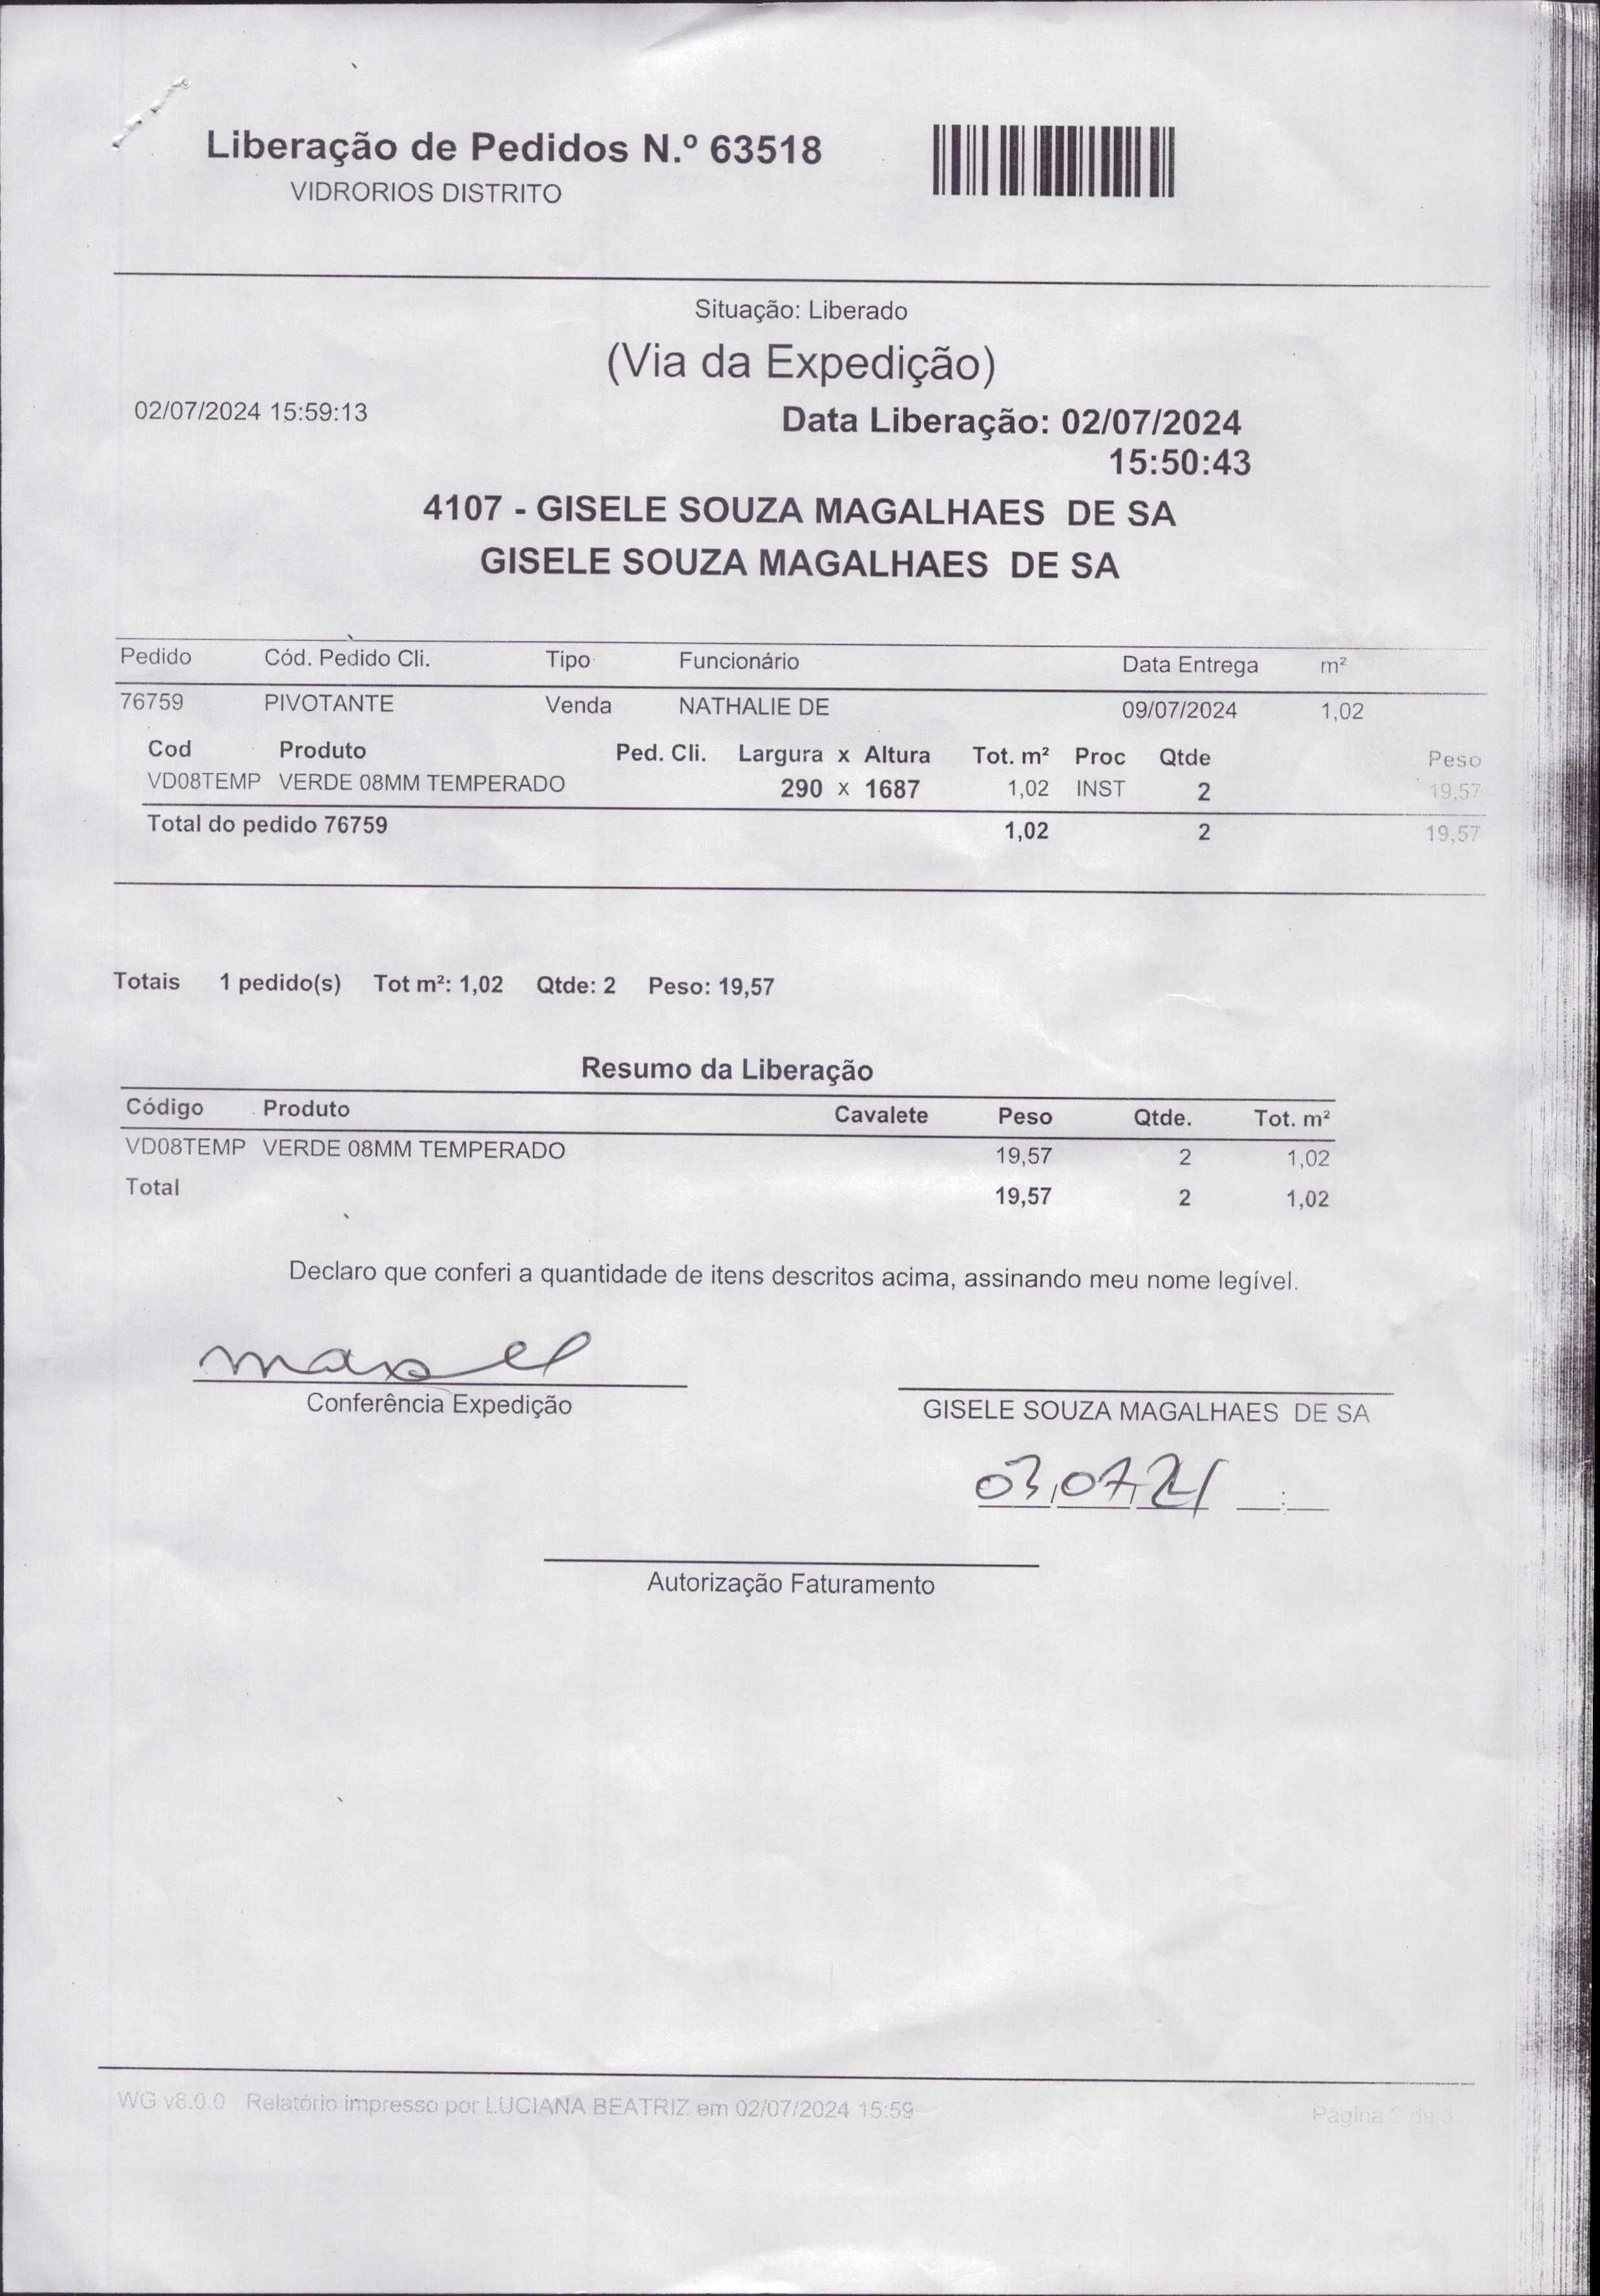 Liberação de Pedidos N.º 63518
VIDRORIOS DISTRITO
Situação: Liberado
(Via da Expedição)
02/07/2024 15:59:13
Data Liberação: 02/07/2024
15:50:43
4107 - GISELE SOUZA MAGALHAES DE SA
GISELE SOUZA MAGALHAES DE SA
Pedido Cód. Pedido Cli. Tipo Funcionário Data Entrega m²
76759 PIVOTANTE Venda NATHALIE DE 09/07/2024 1,02
Cod Produto Ped. Cli. Largura x Altura Tot. m² Proc Qtde Peso
VD08TEMP VERDE 08MM TEMPERADO 290 x 1687 1,02 INST 2 19,57
Total do pedido 76759 1,02 2 19,57
Totais 1 pedido(s) Tot m²: 1,02 Qtde: 2 Peso: 19,57
Resumo da Liberação
Código Produto Cavalete Peso Qtde. Tot. m²
VD08TEMP VERDE 08MM TEMPERADO 19,57 2 1,02
Total 19,57 2 1,02
Declaro que conferi a quantidade de itens descritos acima, assinando meu nome legível.
Conferência Expedição
GISELE SOUZA MAGALHAES DE SA
03/07/24 __:__
Autorização Faturamento
WG v8.0.0 Relatório impresso por LUCIANA BEATRIZ em 02/07/2024 15:59
Página 2 de 3